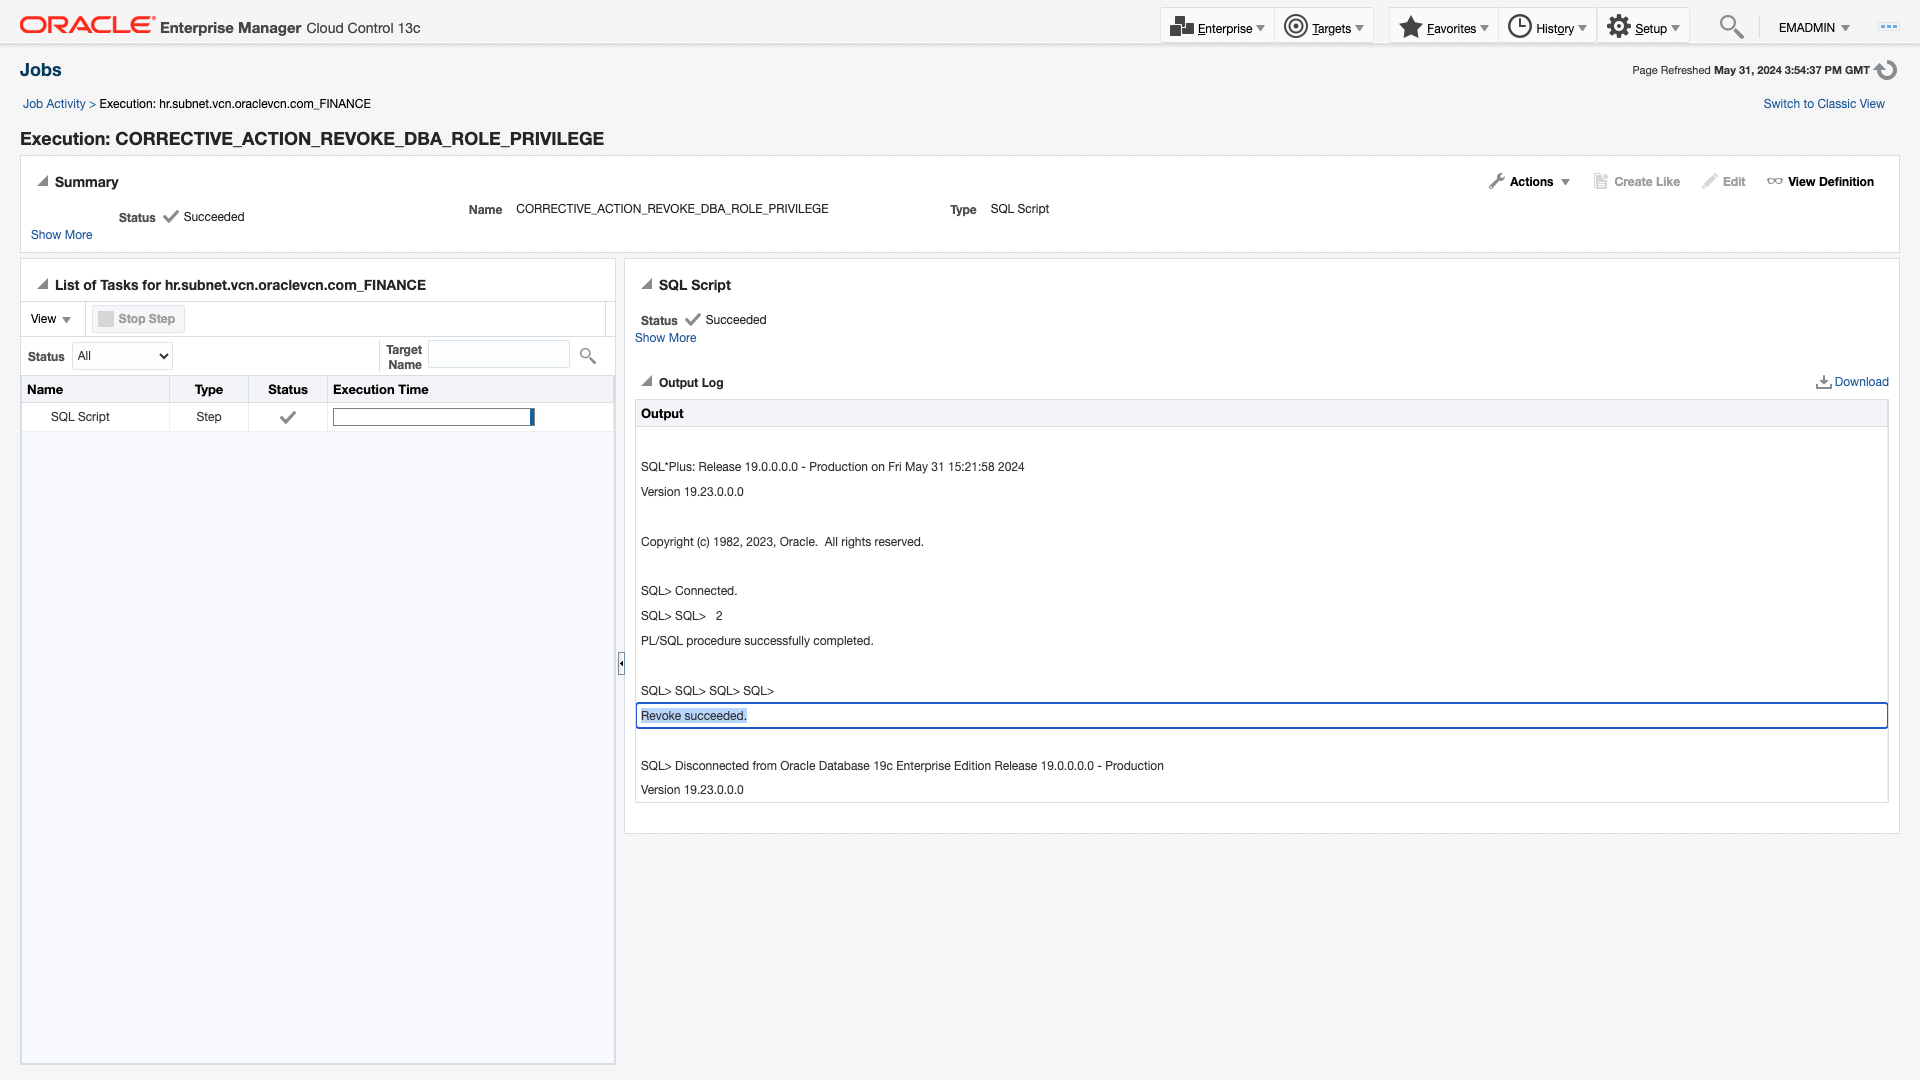 ORACLE Enterprise Manager Cloud Control 13c
Enterprise
Targets
Favorites
History
Setup
EMADMIN
Jobs
Page Refreshed May 31, 2024 3:54:37 PM GMT
Job Activity > Execution: hr.subnet.vcn.oraclevcn.com_FINANCE
Switch to Classic View
Execution: CORRECTIVE_ACTION_REVOKE_DBA_ROLE_PRIVILEGE
Summary
Actions
Create Like
Edit
View Definition
Status Succeeded
Name CORRECTIVE_ACTION_REVOKE_DBA_ROLE_PRIVILEGE
Type SQL Script
Show More
List of Tasks for hr.subnet.vcn.oraclevcn.com_FINANCE
View
Stop Step
Status All
Target
Name
Name Type Status Execution Time
SQL Script Step
SQL Script
Status Succeeded
Show More
Output Log
Download
Output
SQL*Plus: Release 19.0.0.0.0 - Production on Fri May 31 15:21:58 2024
Version 19.23.0.0.0
Copyright (c) 1982, 2023, Oracle.  All rights reserved.
SQL> Connected.
SQL> SQL>   2
PL/SQL procedure successfully completed.
SQL> SQL> SQL> SQL>
Revoke succeeded.
SQL> Disconnected from Oracle Database 19c Enterprise Edition Release 19.0.0.0.0 - Production
Version 19.23.0.0.0